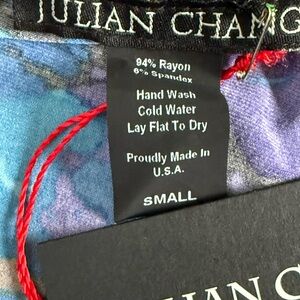 JULIAN CHANG
94% Rayon
6% Spandex
Hand Wash
Cold Water
Lay Flat To Dry
Proudly Made In
U.S.A.
SMALL